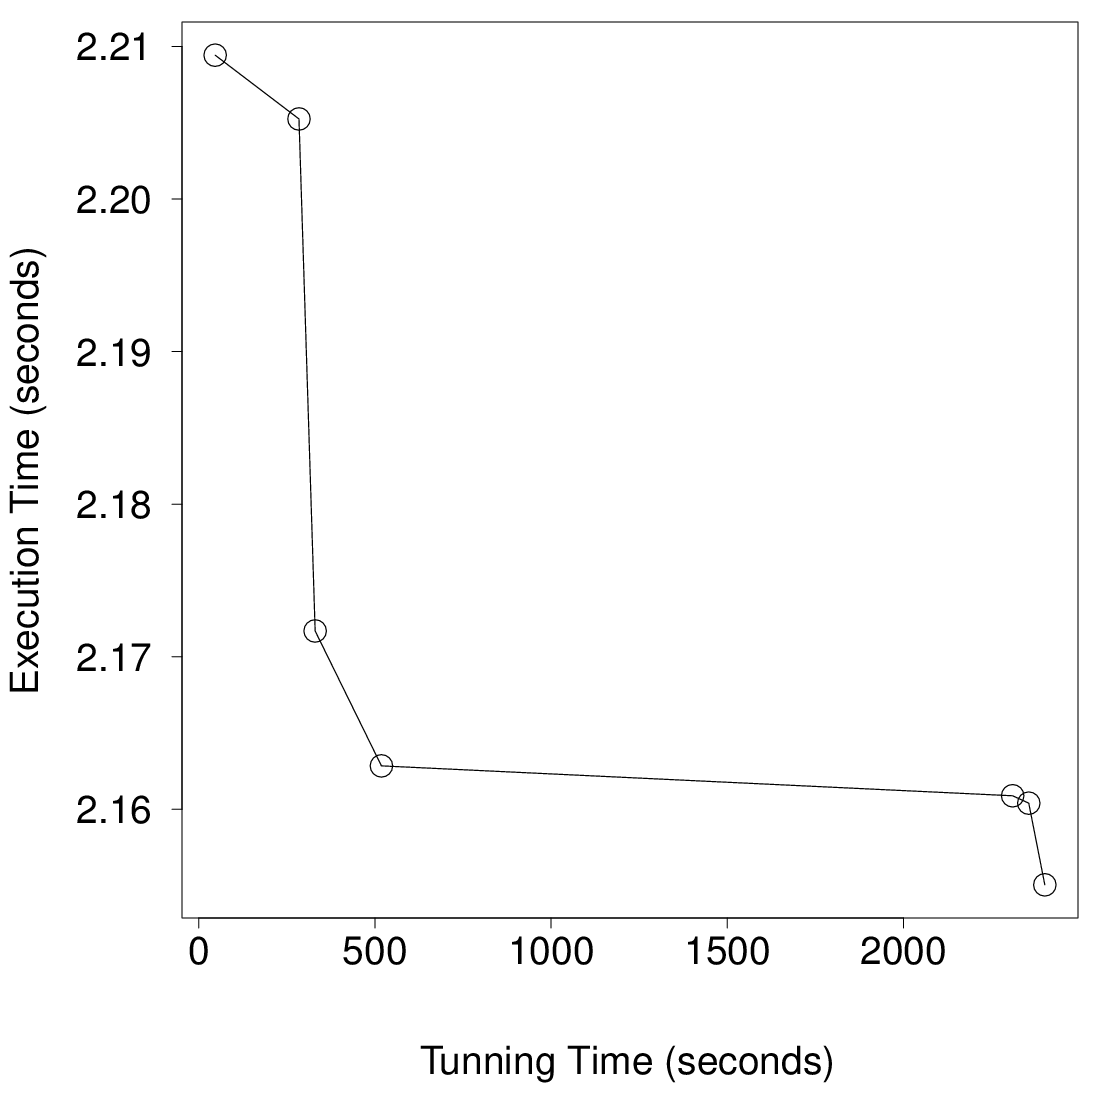 2.21
2.20
2.19
2.18
2.17
2.16
Execution Time (seconds)
0 500 1000 1500 2000
Tunning Time (seconds)